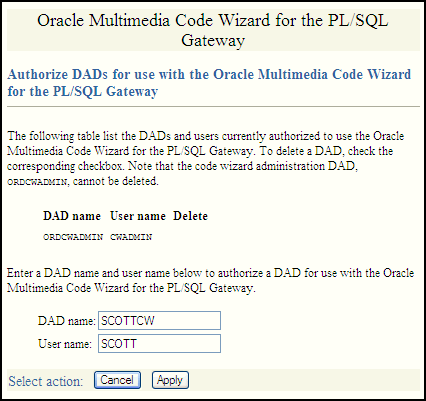 Oracle Multimedia Code Wizard for the PL/SQL
Gateway
Authorize DADs for use with the Oracle Multimedia Code Wizard
for the PL/SQL Gateway
The following table list the DADs and users currently authorized to use the Oracle
Multimedia Code Wizard for the PL/SQL Gateway. To delete a DAD, check the
corresponding checkbox. Note that the code wizard administration DAD,
ORDCWADMIN, cannot be deleted.
DAD name User name Delete
ORDCWADMIN CWADMIN
Enter a DAD name and user name below to authorize a DAD for use with the Oracle
Multimedia Code Wizard for the PL/SQL Gateway.
DAD name: SCOTTCW
User name: SCOTT
Select action: Cancel Apply